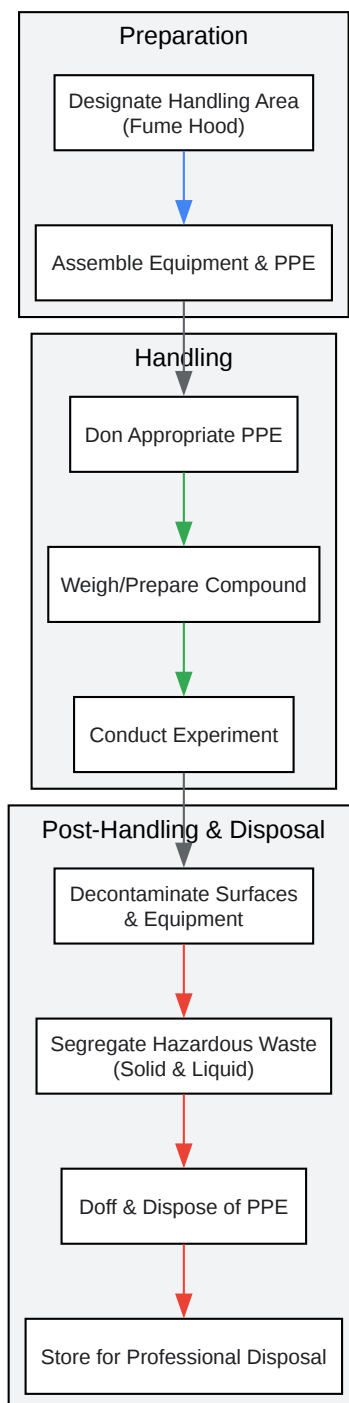 Preparation
Designate Handling Area
(Fume Hood)
Assemble Equipment & PPE
Handling
Don Appropriate PPE
Weigh/Prepare Compound
Conduct Experiment
Post-Handling & Disposal
Decontaminate Surfaces
& Equipment
Segregate Hazardous Waste
(Solid & Liquid)
Doff & Dispose of PPE
Store for Professional Disposal